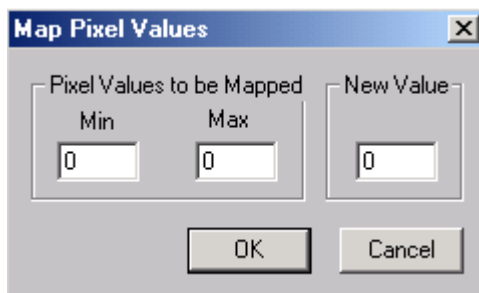 Map Pixel Values
Pixel Values to be Mapped
New Value
Min Max
0 0 0
OK Cancel